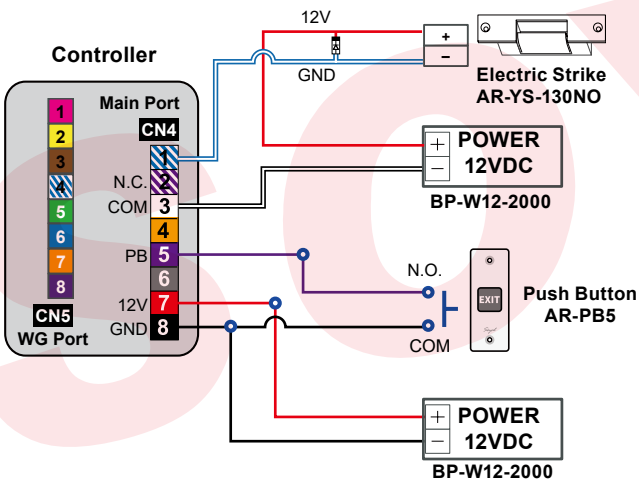 12V
+
−
GND
Electric Strike
AR-YS-130NO
Controller
Main Port
CN4
1
N.C. 2
COM 3
4
PB 5
6
12V 7
GND 8
1
2
3
4
5
6
7
8
CN5
WG Port
+ POWER
− 12VDC
BP-W12-2000
N.O.
EXIT
COM
Push Button
AR-PB5
+ POWER
− 12VDC
BP-W12-2000